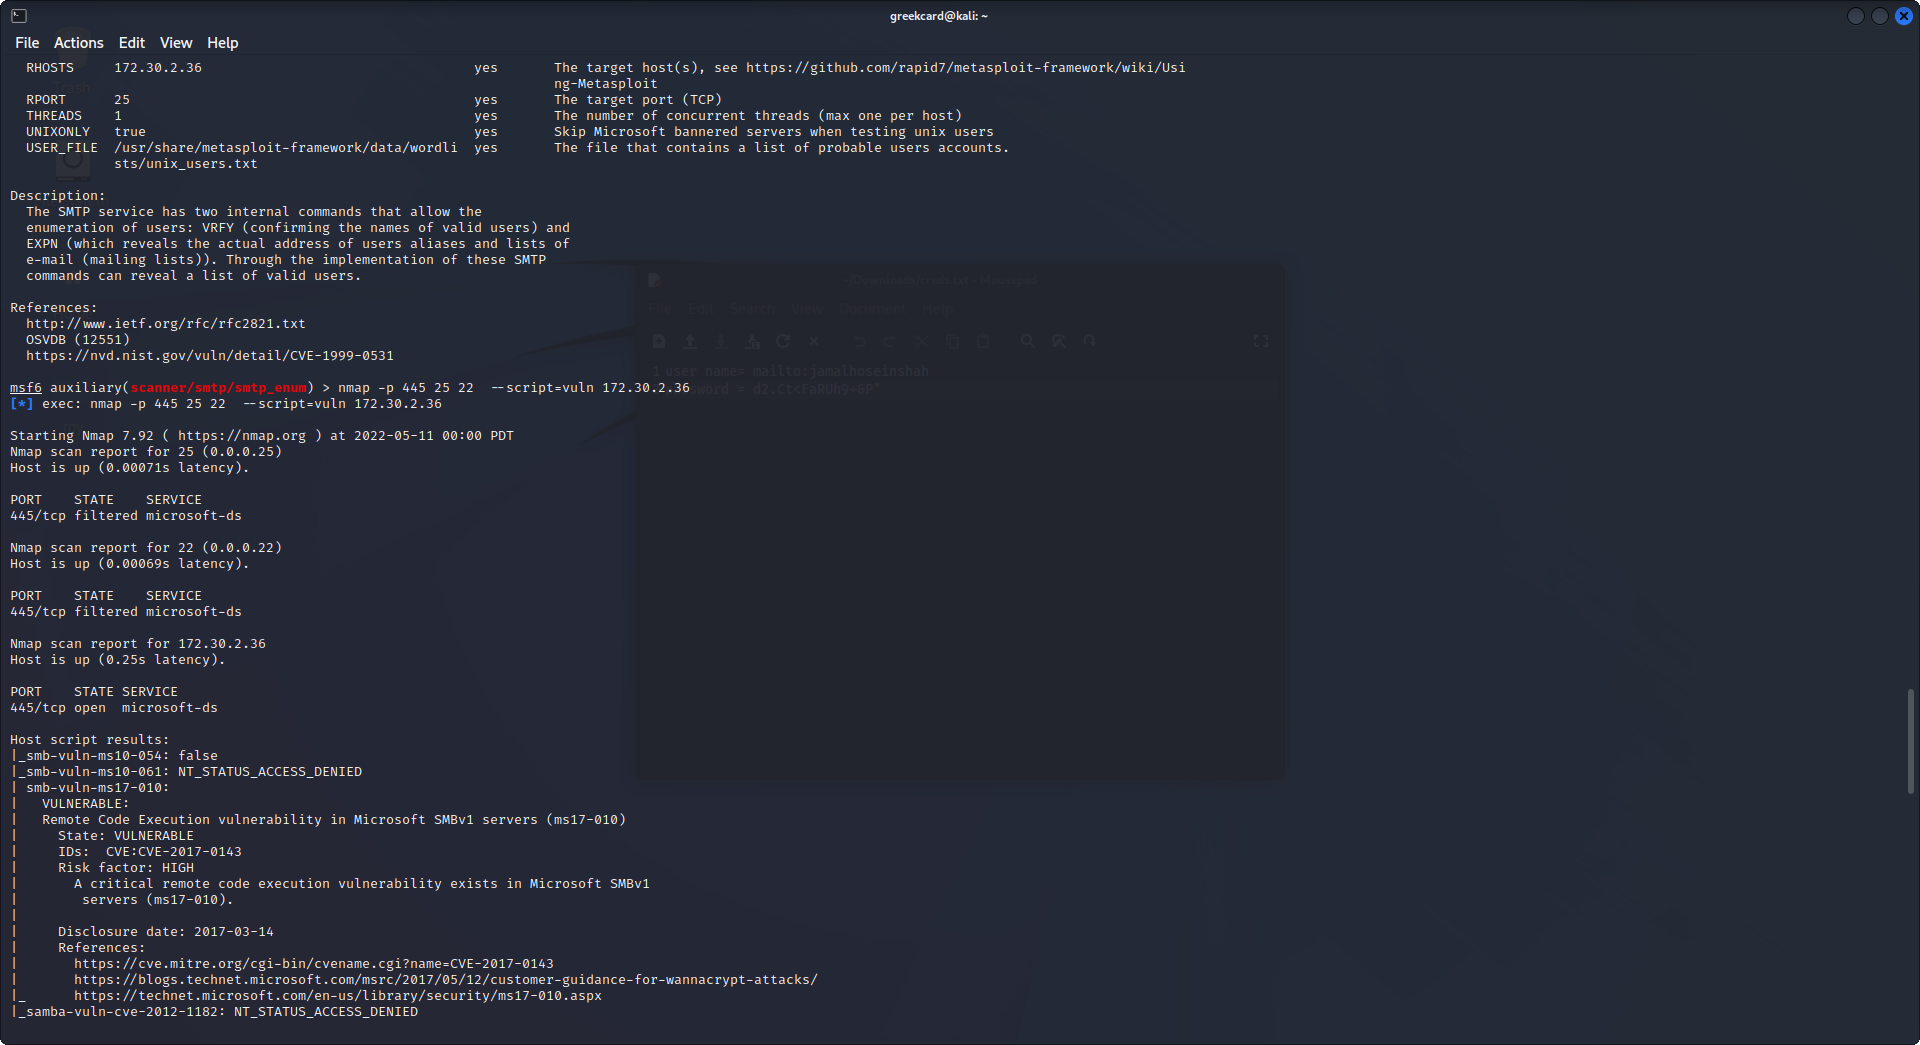 greekcard@kali: ~
File Actions Edit View Help
RHOSTS 172.30.2.36 yes The target host(s), see https://github.com/rapid7/metasploit-framework/wiki/Usi
ng-Metasploit
RPORT 25 yes The target port (TCP)
THREADS 1 yes The number of concurrent threads (max one per host)
UNIXONLY true yes Skip Microsoft bannered servers when testing unix users
USER_FILE /usr/share/metasploit-framework/data/wordli yes The file that contains a list of probable users accounts.
sts/unix_users.txt
Description:
The SMTP service has two internal commands that allow the
enumeration of users: VRFY (confirming the names of valid users) and
EXPN (which reveals the actual address of users aliases and lists of
e-mail (mailing lists)). Through the implementation of these SMTP
commands can reveal a list of valid users.
References:
http://www.ietf.org/rfc/rfc2821.txt
OSVDB (12551)
https://nvd.nist.gov/vuln/detail/CVE-1999-0531
File Edit Search View Document Help
1 user name= mailto:jamalhoseinshah
msf6 auxiliary(scanner/smtp/smtp_enum) > nmap -p 445 25 22  --script=vuln 172.30.2.36
[*] exec: nmap -p 445 25 22  --script=vuln 172.30.2.36
Starting Nmap 7.92 ( https://nmap.org ) at 2022-05-11 00:00 PDT
Nmap scan report for 25 (0.0.0.25)
Host is up (0.00071s latency).
PORT STATE SERVICE
445/tcp filtered microsoft-ds
Nmap scan report for 22 (0.0.0.22)
Host is up (0.00069s latency).
PORT STATE SERVICE
445/tcp filtered microsoft-ds
Nmap scan report for 172.30.2.36
Host is up (0.25s latency).
PORT STATE SERVICE
445/tcp open microsoft-ds
Host script results:
|_smb-vuln-ms10-054: false
|_smb-vuln-ms10-061: NT_STATUS_ACCESS_DENIED
| smb-vuln-ms17-010:
|   VULNERABLE:
|   Remote Code Execution vulnerability in Microsoft SMBv1 servers (ms17-010)
|     State: VULNERABLE
|     IDs:  CVE:CVE-2017-0143
|     Risk factor: HIGH
|       A critical remote code execution vulnerability exists in Microsoft SMBv1
|        servers (ms17-010).
|
|     Disclosure date: 2017-03-14
|     References:
|       https://cve.mitre.org/cgi-bin/cvename.cgi?name=CVE-2017-0143
|       https://blogs.technet.microsoft.com/msrc/2017/05/12/customer-guidance-for-wannacrypt-attacks/
|_      https://technet.microsoft.com/en-us/library/security/ms17-010.aspx
|_samba-vuln-cve-2012-1182: NT_STATUS_ACCESS_DENIED